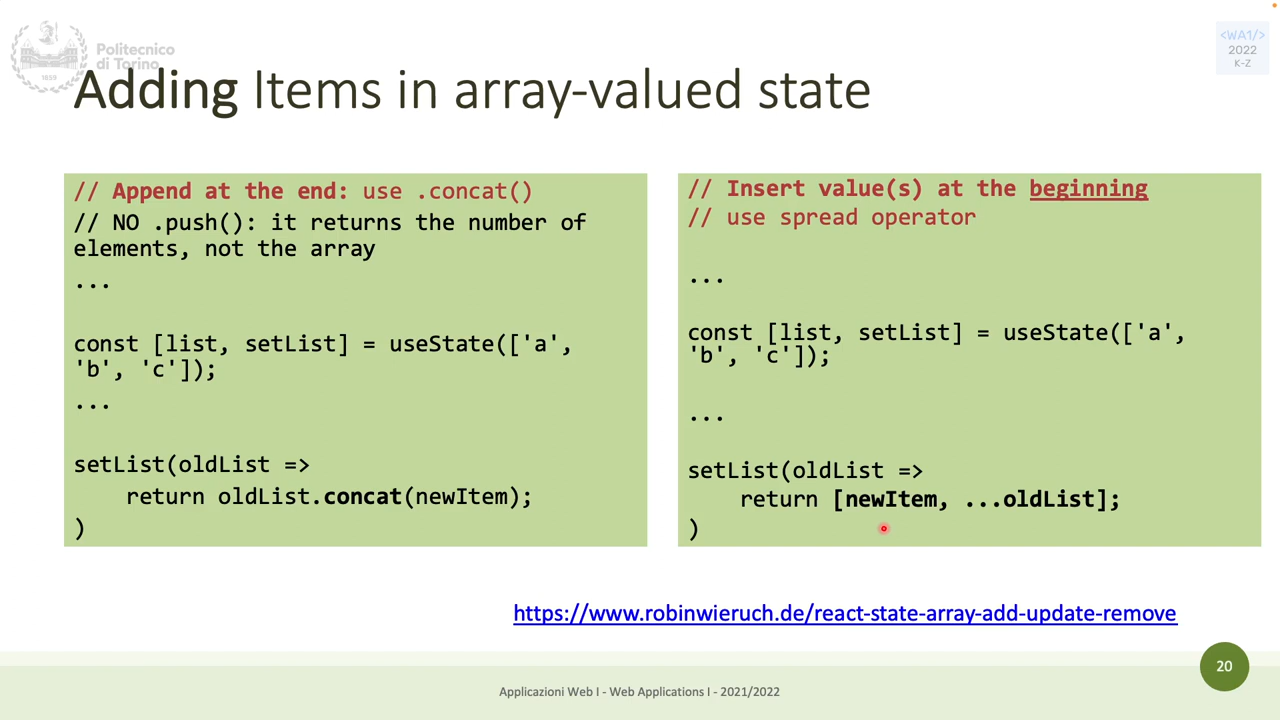 Politecnico
di Torino
1859
<WA1/>
2022
K-Z
Adding Items in array-valued state
// Append at the end: use .concat()
// NO .push(): it returns the number of
elements, not the array
...
const [list, setList] = useState(['a',
'b', 'c']);
...
setList(oldList =>
    return oldList.concat(newItem);
)
// Insert value(s) at the beginning
// use spread operator
...
const [list, setList] = useState(['a',
'b', 'c']);
...
setList(oldList =>
    return [newItem, ...oldList];
)
https://www.robinwieruch.de/react-state-array-add-update-remove
20
Applicazioni Web I - Web Applications I - 2021/2022